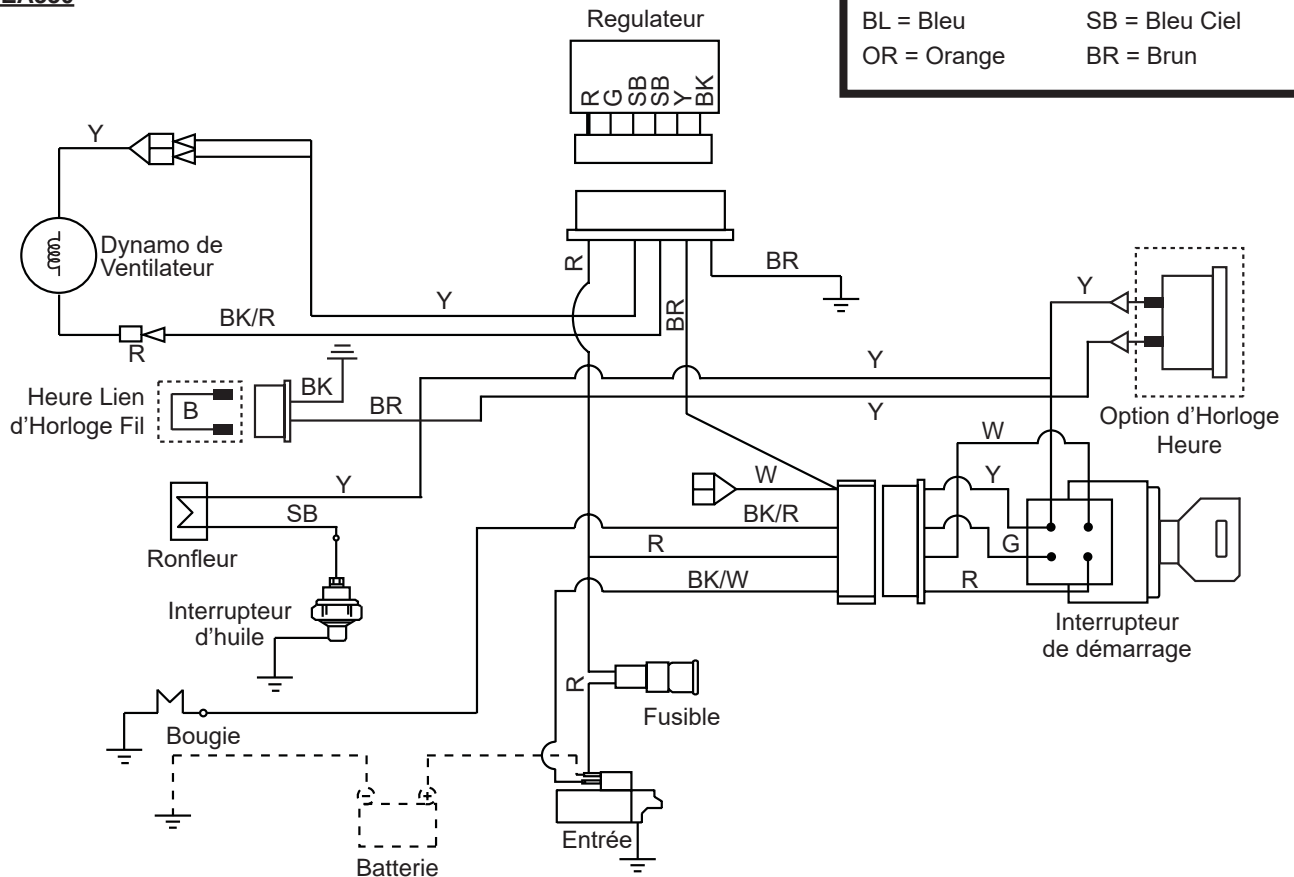 Regulateur
BL = Bleu
SB = Bleu Ciel
OR = Orange
BR = Brun
R
G
SB
SB
Y
BK
Y
Dynamo de
Ventilateur
R
BR
Y
BR
Y
BK/R
R
Y
BK
Heure Lien
d'Horloge Fil
B
BR
Y
Option d'Horloge
Heure
W
Y
W
Y
SB
BK/R
Ronfleur
R
G
BK/W
R
Interrupteur
d'huile
Interrupteur
de démarrage
R
Fusible
Bougie
-
+
Entrée
Batterie